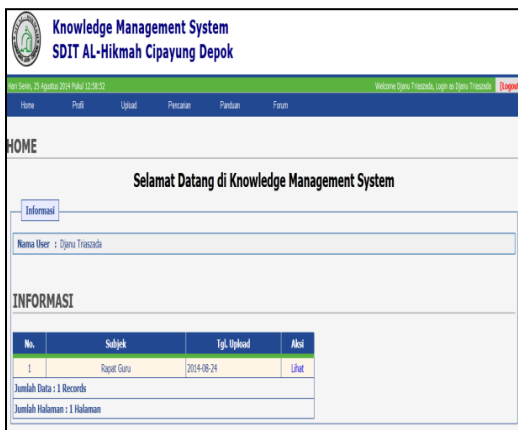 Knowledge Management System
SDIT AL-Hikmah Cipayung Depok
Hari Senin, 25 Agustus 2014 Pukul 12:58:52 Welcome Djanu Triaszada, Login as Djanu Triaszada [Logout
Home Profil Upload Pencarian Panduan Forum
HOME
Selamat Datang di Knowledge Management System
Informasi
Nama User : Djanu Triaszada
INFORMASI
No. Subjek Tgl. Upload Aksi
1 Rapat Guru 2014-08-24 Lihat
Jumlah Data : 1 Records
Jumlah Halaman : 1 Halaman